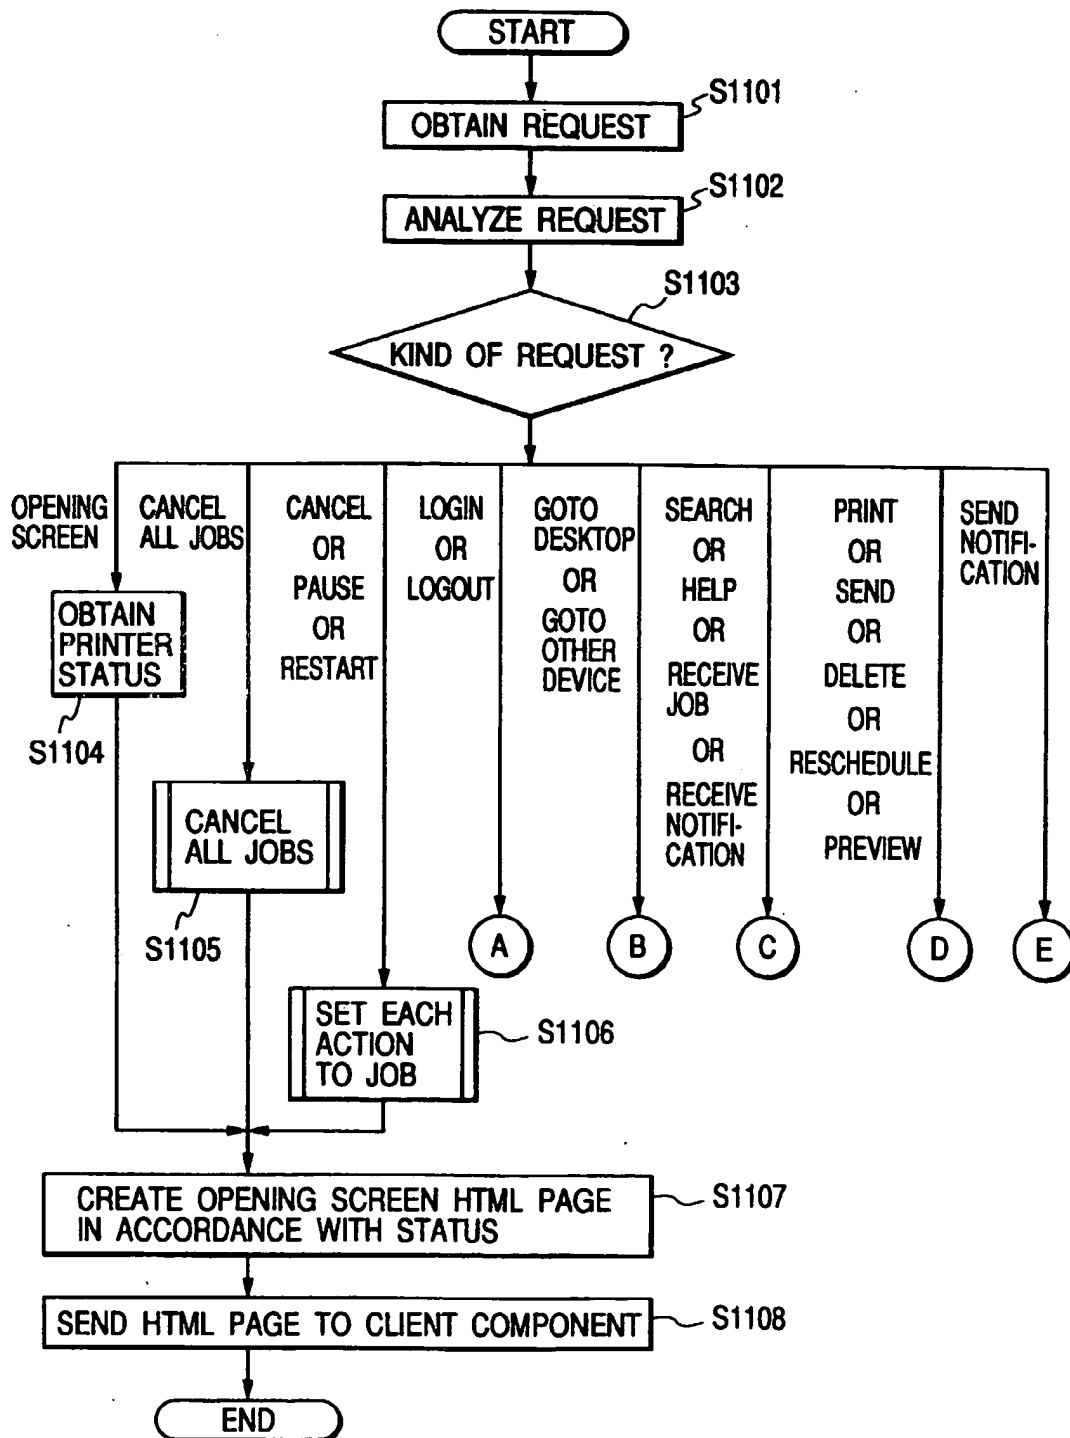 START
S1101
OBTAIN REQUEST
S1102
ANALYZE REQUEST
S1103
KIND OF REQUEST ?
OPENING
SCREEN
CANCEL
ALL JOBS
CANCEL
OR
PAUSE
OR
RESTART
LOGIN
OR
LOGOUT
GOTO
DESKTOP
OR
GOTO
OTHER
DEVICE
SEARCH
OR
HELP
OR
RECEIVE
JOB
OR
RECEIVE
NOTIFI-
CATION
PRINT
OR
SEND
OR
DELETE
OR
RESCHEDULE
OR
PREVIEW
SEND
NOTIFI-
CATION
OBTAIN
PRINTER
STATUS
S1104
CANCEL
ALL JOBS
S1105
A
B
C
D
E
SET EACH
ACTION
TO JOB
S1106
CREATE OPENING SCREEN HTML PAGE
IN ACCORDANCE WITH STATUS
S1107
SEND HTML PAGE TO CLIENT COMPONENT
S1108
END